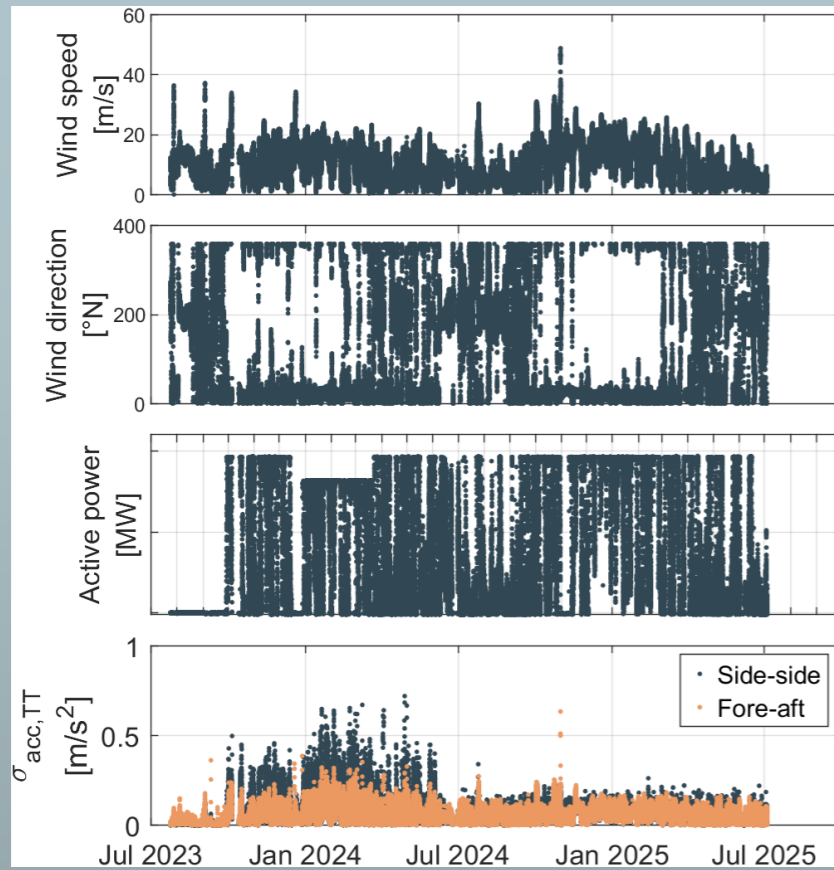 60
40
20
0
Wind speed
[m/s]
400
200
0
Wind direction
[°N]
Active power
[MW]
1
0.5
0
σ acc,TT
[m/s²]
Side-side
Fore-aft
Jul 2023 Jan 2024 Jul 2024 Jan 2025 Jul 2025